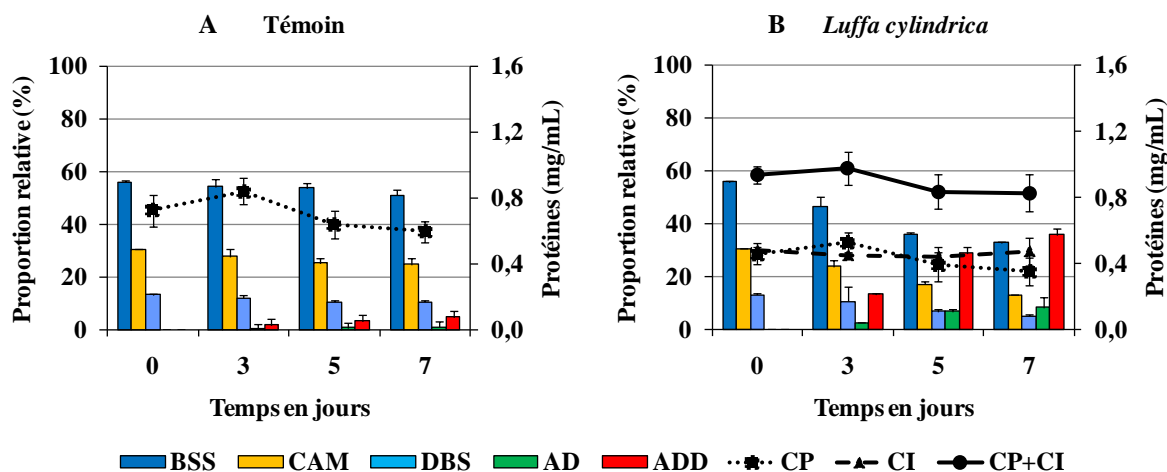 A Témoin
B Luffa cylindrica
Proportion relative (%)
100
80
60
40
20
0
1,6
1,2
0,8
0,4
0,0
Protéines (mg/mL)
0 3 5 7
Temps en jours
Proportion relative (%)
100
80
60
40
20
0
1,6
1,2
0,8
0,4
0,0
Protéines (mg/mL)
0 3 5 7
Temps en jours
BSS CAM DBS AD ADD CP CI CP+CI